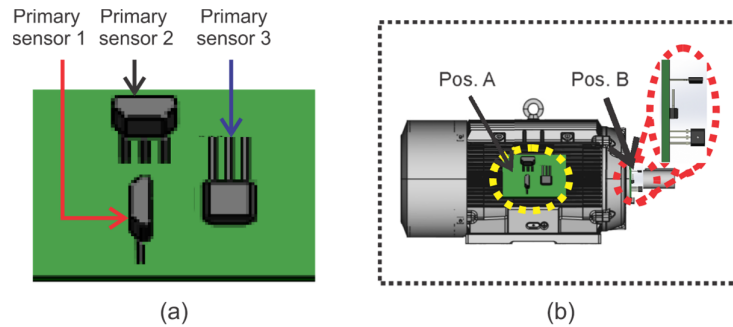 Primary
sensor 1
Primary
sensor 2
Primary
sensor 3
(a)
Pos. A
Pos. B
(b)